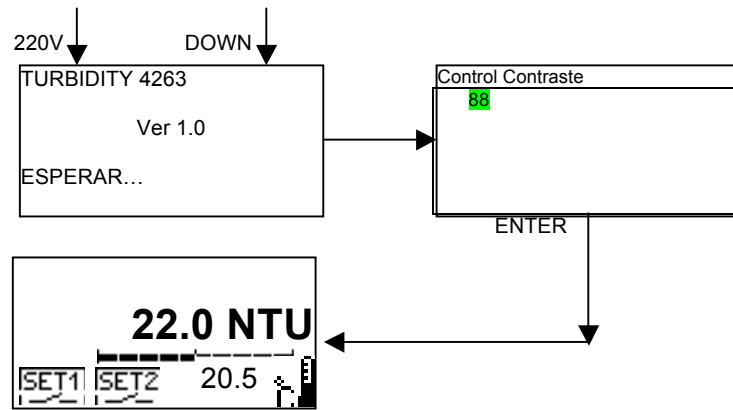 220V DOWN
TURBIDITY 4263
Ver 1.0
ESPERAR...
Control Contraste
88
ENTER
22.0 NTU
SET1 SET2 20.5